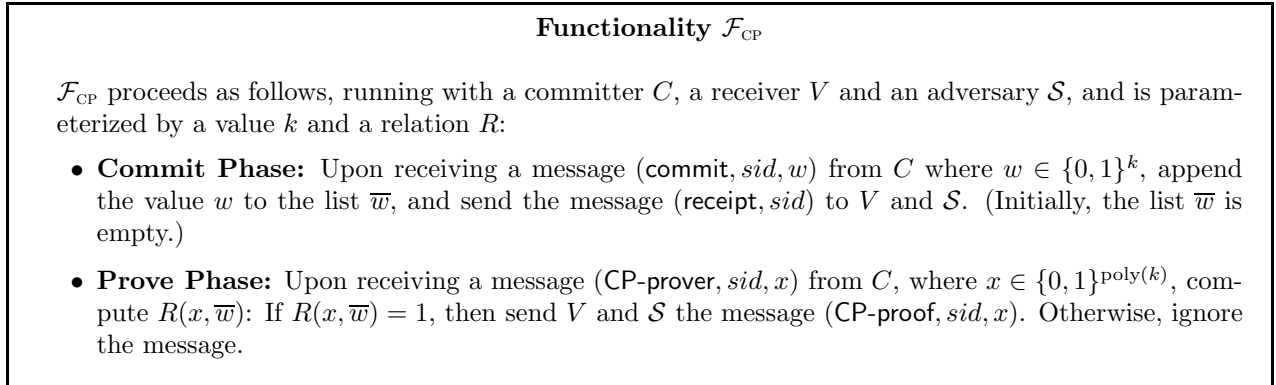 Functionality $\mathcal{F}_{\mathrm{CP}}$
$\mathcal{F}_{\mathrm{CP}}$ proceeds as follows, running with a committer $C$, a receiver $V$ and an adversary $\mathcal{S}$, and is param-
eterized by a value $k$ and a relation $R$:
• Commit Phase: Upon receiving a message (commit, $sid$, $w$) from $C$ where $w \in \{0,1\}^k$, append
the value $w$ to the list $\overline{w}$, and send the message (receipt, $sid$) to $V$ and $\mathcal{S}$. (Initially, the list $\overline{w}$ is
empty.)
• Prove Phase: Upon receiving a message (CP-prover, $sid$, $x$) from $C$, where $x \in \{0,1\}^{\mathrm{poly}(k)}$, com-
pute $R(x, \overline{w})$: If $R(x, \overline{w}) = 1$, then send $V$ and $\mathcal{S}$ the message (CP-proof, $sid$, $x$). Otherwise, ignore
the message.